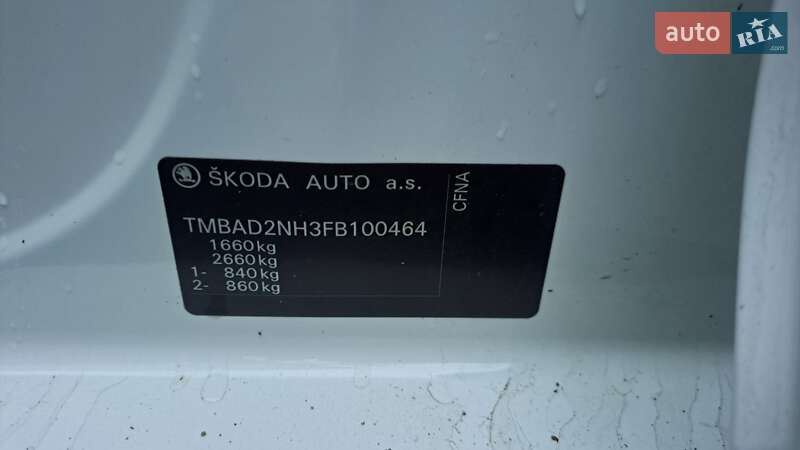 auto RIA
.com
ŠKODA AUTO a.s.
CFNA
TMBAD2NH3FB100464
1660kg
2660kg
1- 840kg
2- 860kg